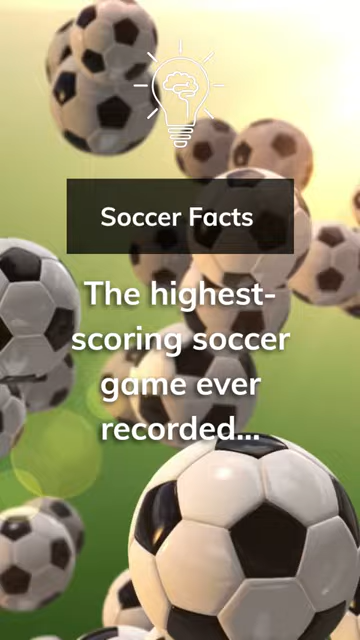 Soccer Facts
The highest-
scoring soccer
game ever
recorded...